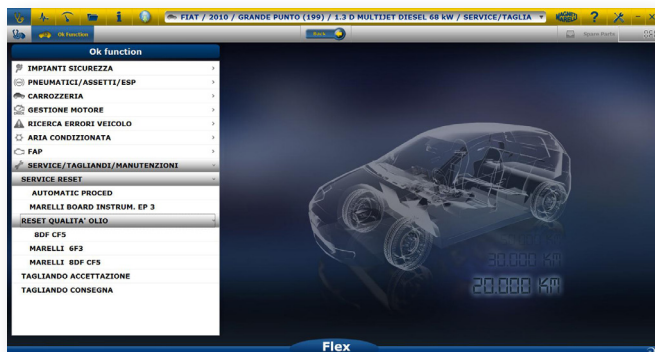 FIAT / 2010 / GRANDE PUNTO (199) / 1.3 D MULTIJET DIESEL 68 kW / SERVICE/TAGLIA
MAGNETI MARELLI
Ok Function
Back
Spare Parts
Ok function
IMPIANTI SICUREZZA
PNEUMATICI/ASSETTI/ESP
CARROZZERIA
GESTIONE MOTORE
RICERCA ERRORI VEICOLO
ARIA CONDIZIONATA
FAP
SERVICE/TAGLIANDI/MANUTENZIONI
SERVICE RESET
AUTOMATIC PROCED
MARELLI BOARD INSTRUM. EP 3
RESET QUALITA' OLIO
8DF CF5
MARELLI 6F3
MARELLI 8DF CF5
TAGLIANDO ACCETTAZIONE
TAGLIANDO CONSEGNA
30.000 KM
20.000 KM
Flex